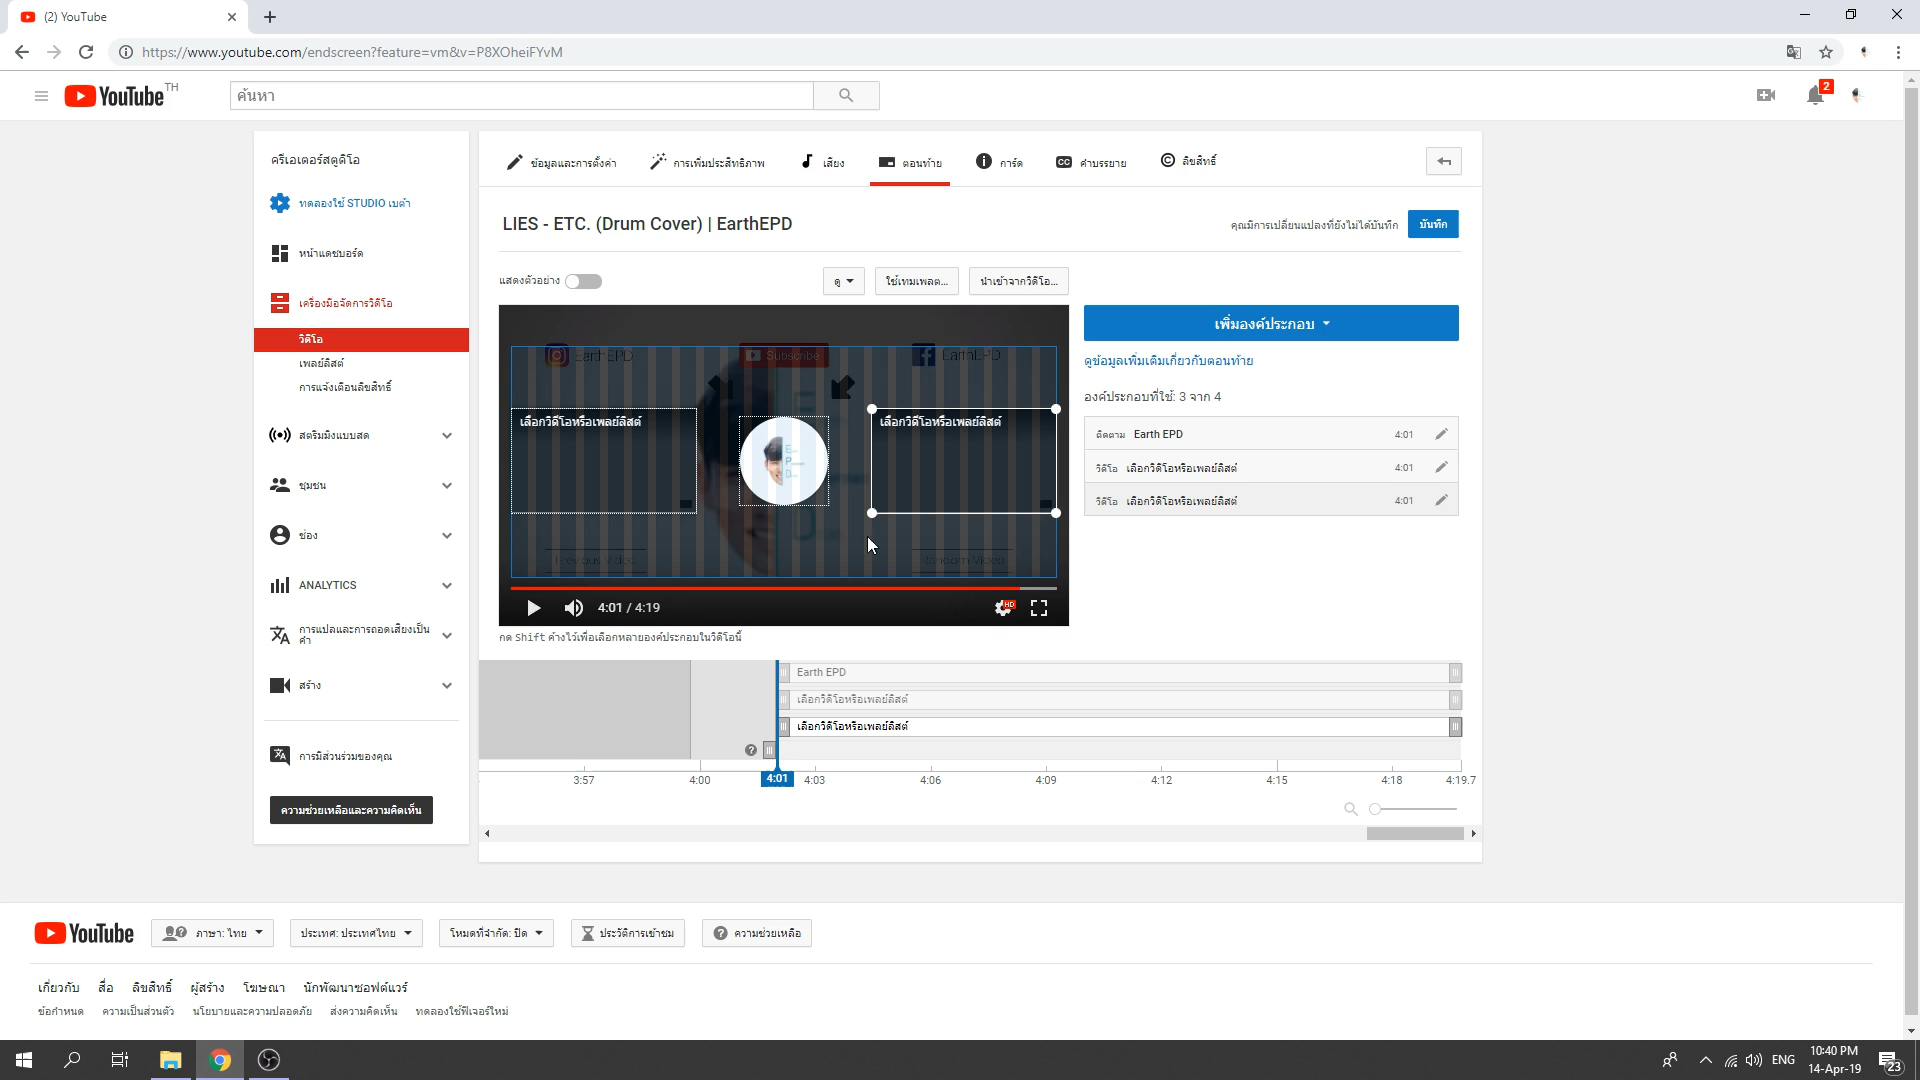 (2) YouTube
https://www.youtube.com/endscreen?feature=vm&v=P8XOheiFYvM
YouTube TH
ค้นหา
2
ครีเอเตอร์สตูดิโอ
ทดลองใช้ STUDIO เบต้า
หน้าแดชบอร์ด
เครื่องมือจัดการวิดีโอ
วิดีโอ
เพลย์ลิสต์
การแจ้งเตือนลิขสิทธิ์
สตรีมมิงแบบสด
ชุมชน
ช่อง
ANALYTICS
การแปลและการถอดเสียงเป็น
คำ
สร้าง
การมีส่วนร่วมของคุณ
ความช่วยเหลือและความคิดเห็น
ข้อมูลและการตั้งค่า
การเพิ่มประสิทธิภาพ
เสียง
ตอนท้าย
การ์ด
CC คำบรรยาย
ลิขสิทธิ์
LIES - ETC. (Drum Cover) | EarthEPD
คุณมีการเปลี่ยนแปลงที่ยังไม่ได้บันทึก
บันทึก
แสดงตัวอย่าง
ดู
ใช้เทมเพลต...
นำเข้าจากวิดีโอ...
EarthEPD
Subscribe
EarthEPD
เลือกวิดีโอหรือเพลย์ลิสต์
เลือกวิดีโอหรือเพลย์ลิสต์
Previous Video
Random Video
4:01 / 4:19
HD
กด Shift ค้างไว้เพื่อเลือกหลายองค์ประกอบในวิดีโอนี้
เพิ่มองค์ประกอบ
ดูข้อมูลเพิ่มเติมเกี่ยวกับตอนท้าย
องค์ประกอบที่ใช้: 3 จาก 4
ติดตาม Earth EPD 4:01
วิดีโอ เลือกวิดีโอหรือเพลย์ลิสต์ 4:01
วิดีโอ เลือกวิดีโอหรือเพลย์ลิสต์ 4:01
Earth EPD
เลือกวิดีโอหรือเพลย์ลิสต์
เลือกวิดีโอหรือเพลย์ลิสต์
3:57 4:00 4:01 4:03 4:06 4:09 4:12 4:15 4:18 4:19.7
YouTube
ภาษา: ไทย
ประเทศ: ประเทศไทย
โหมดที่จำกัด: ปิด
ประวัติการเข้าชม
ความช่วยเหลือ
เกี่ยวกับ สื่อ ลิขสิทธิ์ ผู้สร้าง โฆษณา นักพัฒนาซอฟต์แวร์
ข้อกำหนด ความเป็นส่วนตัว นโยบายและความปลอดภัย ส่งความคิดเห็น ทดลองใช้ฟีเจอร์ใหม่
ENG
10:40 PM
14-Apr-19
23